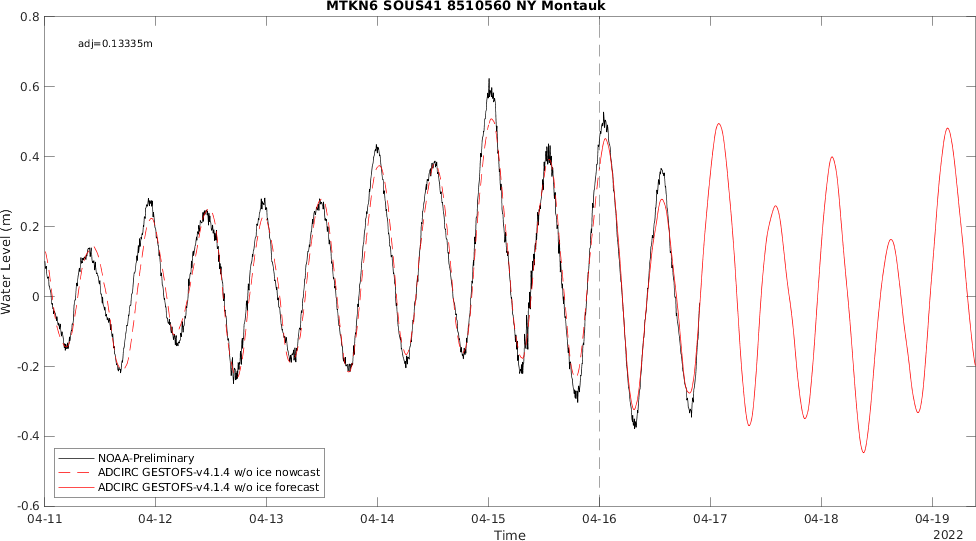 MTKN6 SOUS41 8510560 NY Montauk
adj=0.13335m
Water Level (m)
0.8
0.6
0.4
0.2
0
-0.2
-0.4
-0.6
NOAA-Preliminary
ADCIRC GESTOFS-v4.1.4 w/o ice nowcast
ADCIRC GESTOFS-v4.1.4 w/o ice forecast
04-11 04-12 04-13 04-14 04-15 04-16 04-17 04-18 04-19
Time
2022